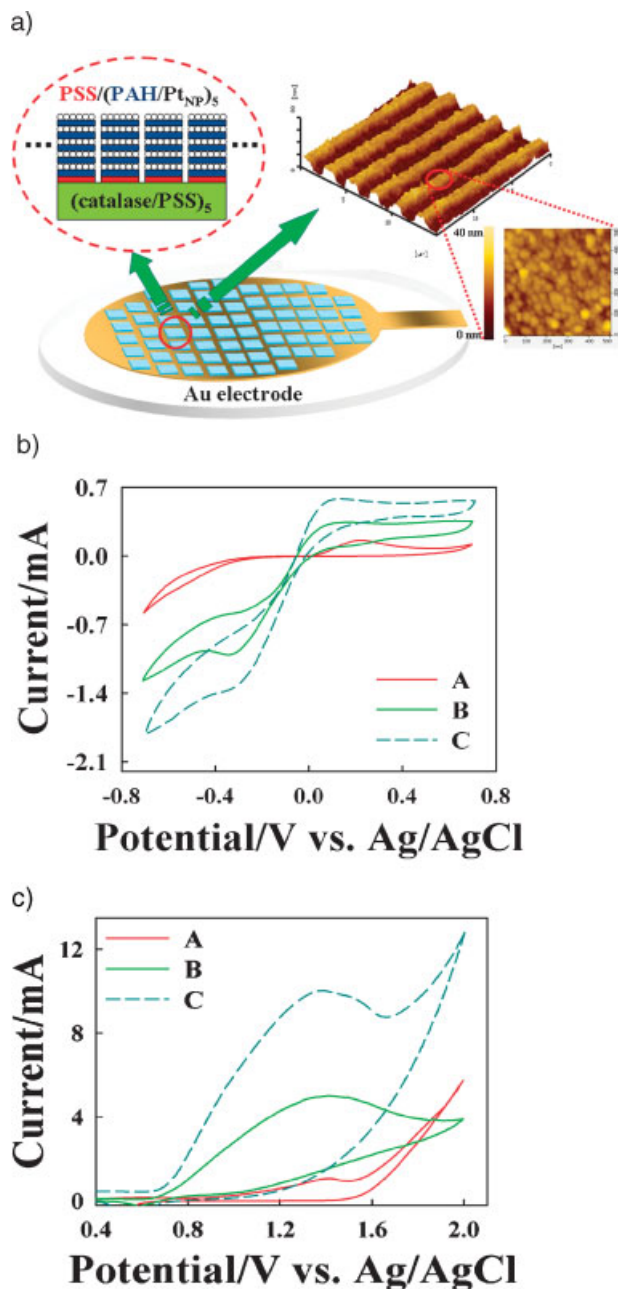 a)
PSS/(PAH/PtNP)5
(catalase/PSS)5
Au electrode
40 nm
0 nm
b)
0.7
0.0
-0.7
-1.4
-2.1
Current/mA
A
B
C
-0.8
-0.4
0.0
0.4
0.8
Potential/V vs. Ag/AgCl
c)
A
B
C
12
8
4
0
Current/mA
0.4
0.8
1.2
1.6
2.0
Potential/V vs. Ag/AgCl